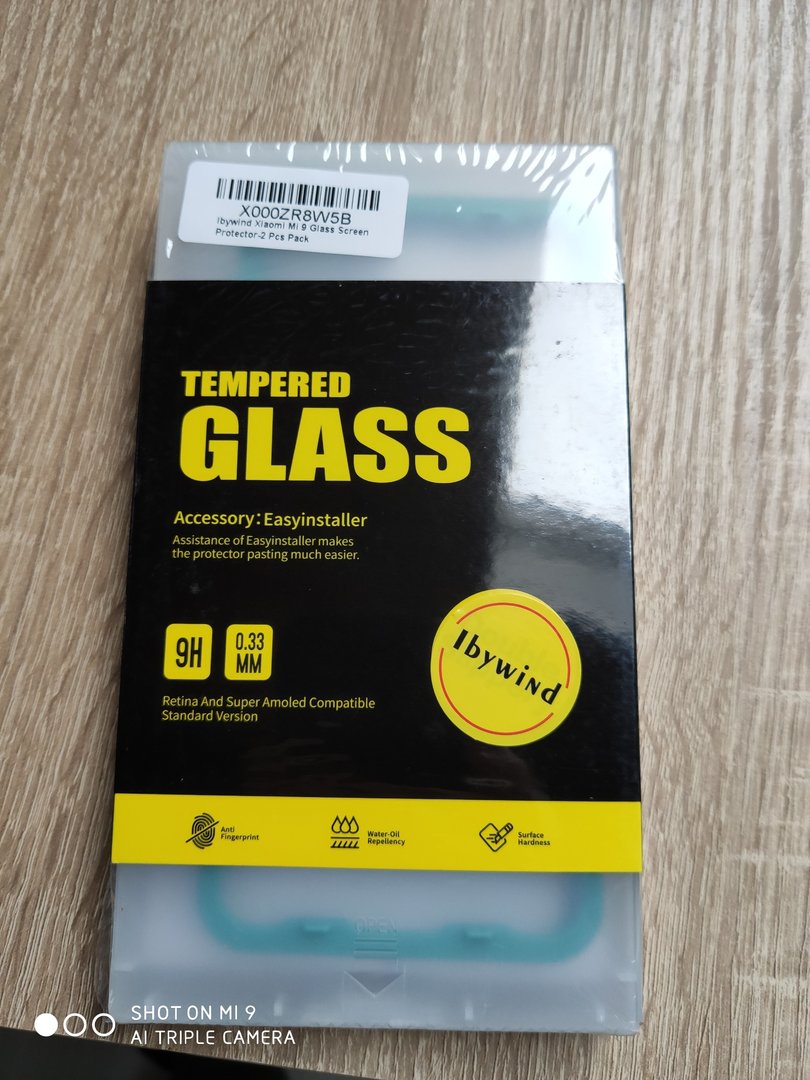 X000ZR8W5B
Ibywind Xiaomi Mi 9 Glass Screen
Protector-2 Pcs Pack
TEMPERED
GLASS
Accessory:Easyinstaller
Assistance of Easyinstaller makes
the protector pasting much easier.
9H
0.33
MM
Ibywind
Retina And Super Amoled Compatible
Standard Version
Anti
Fingerprint
Water-Oil
Repellency
Surface
Hardness
OPEN
SHOT ON MI 9
AI TRIPLE CAMERA